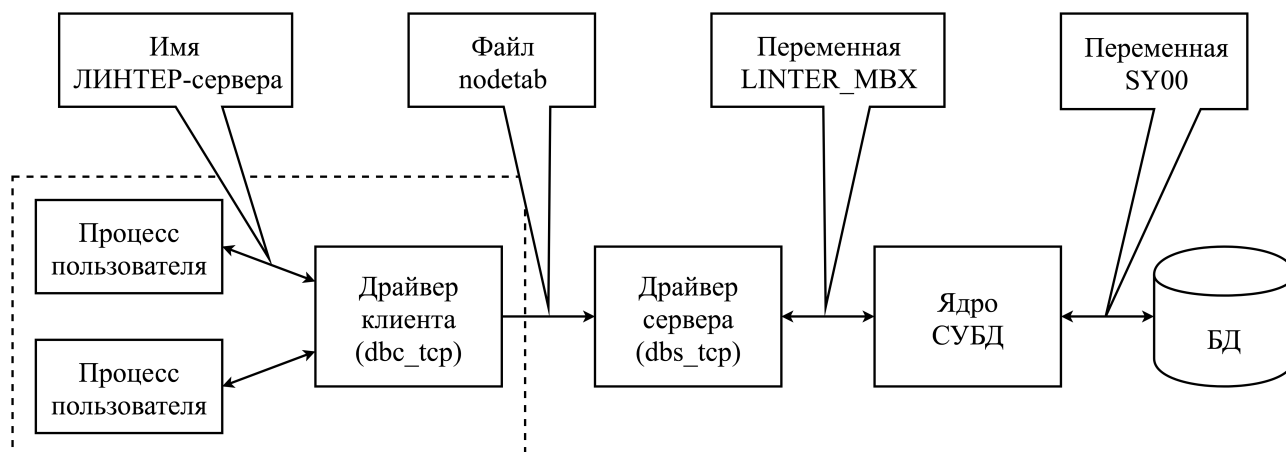 Имя
ЛИНТЕР-сервера
Файл
nodetab
Переменная
LINTER_MBX
Переменная
SY00
Процесс
пользователя
Драйвер
клиента
(dbc_tcp)
Драйвер
сервера
(dbs_tcp)
Ядро
СУБД
БД
Процесс
пользователя